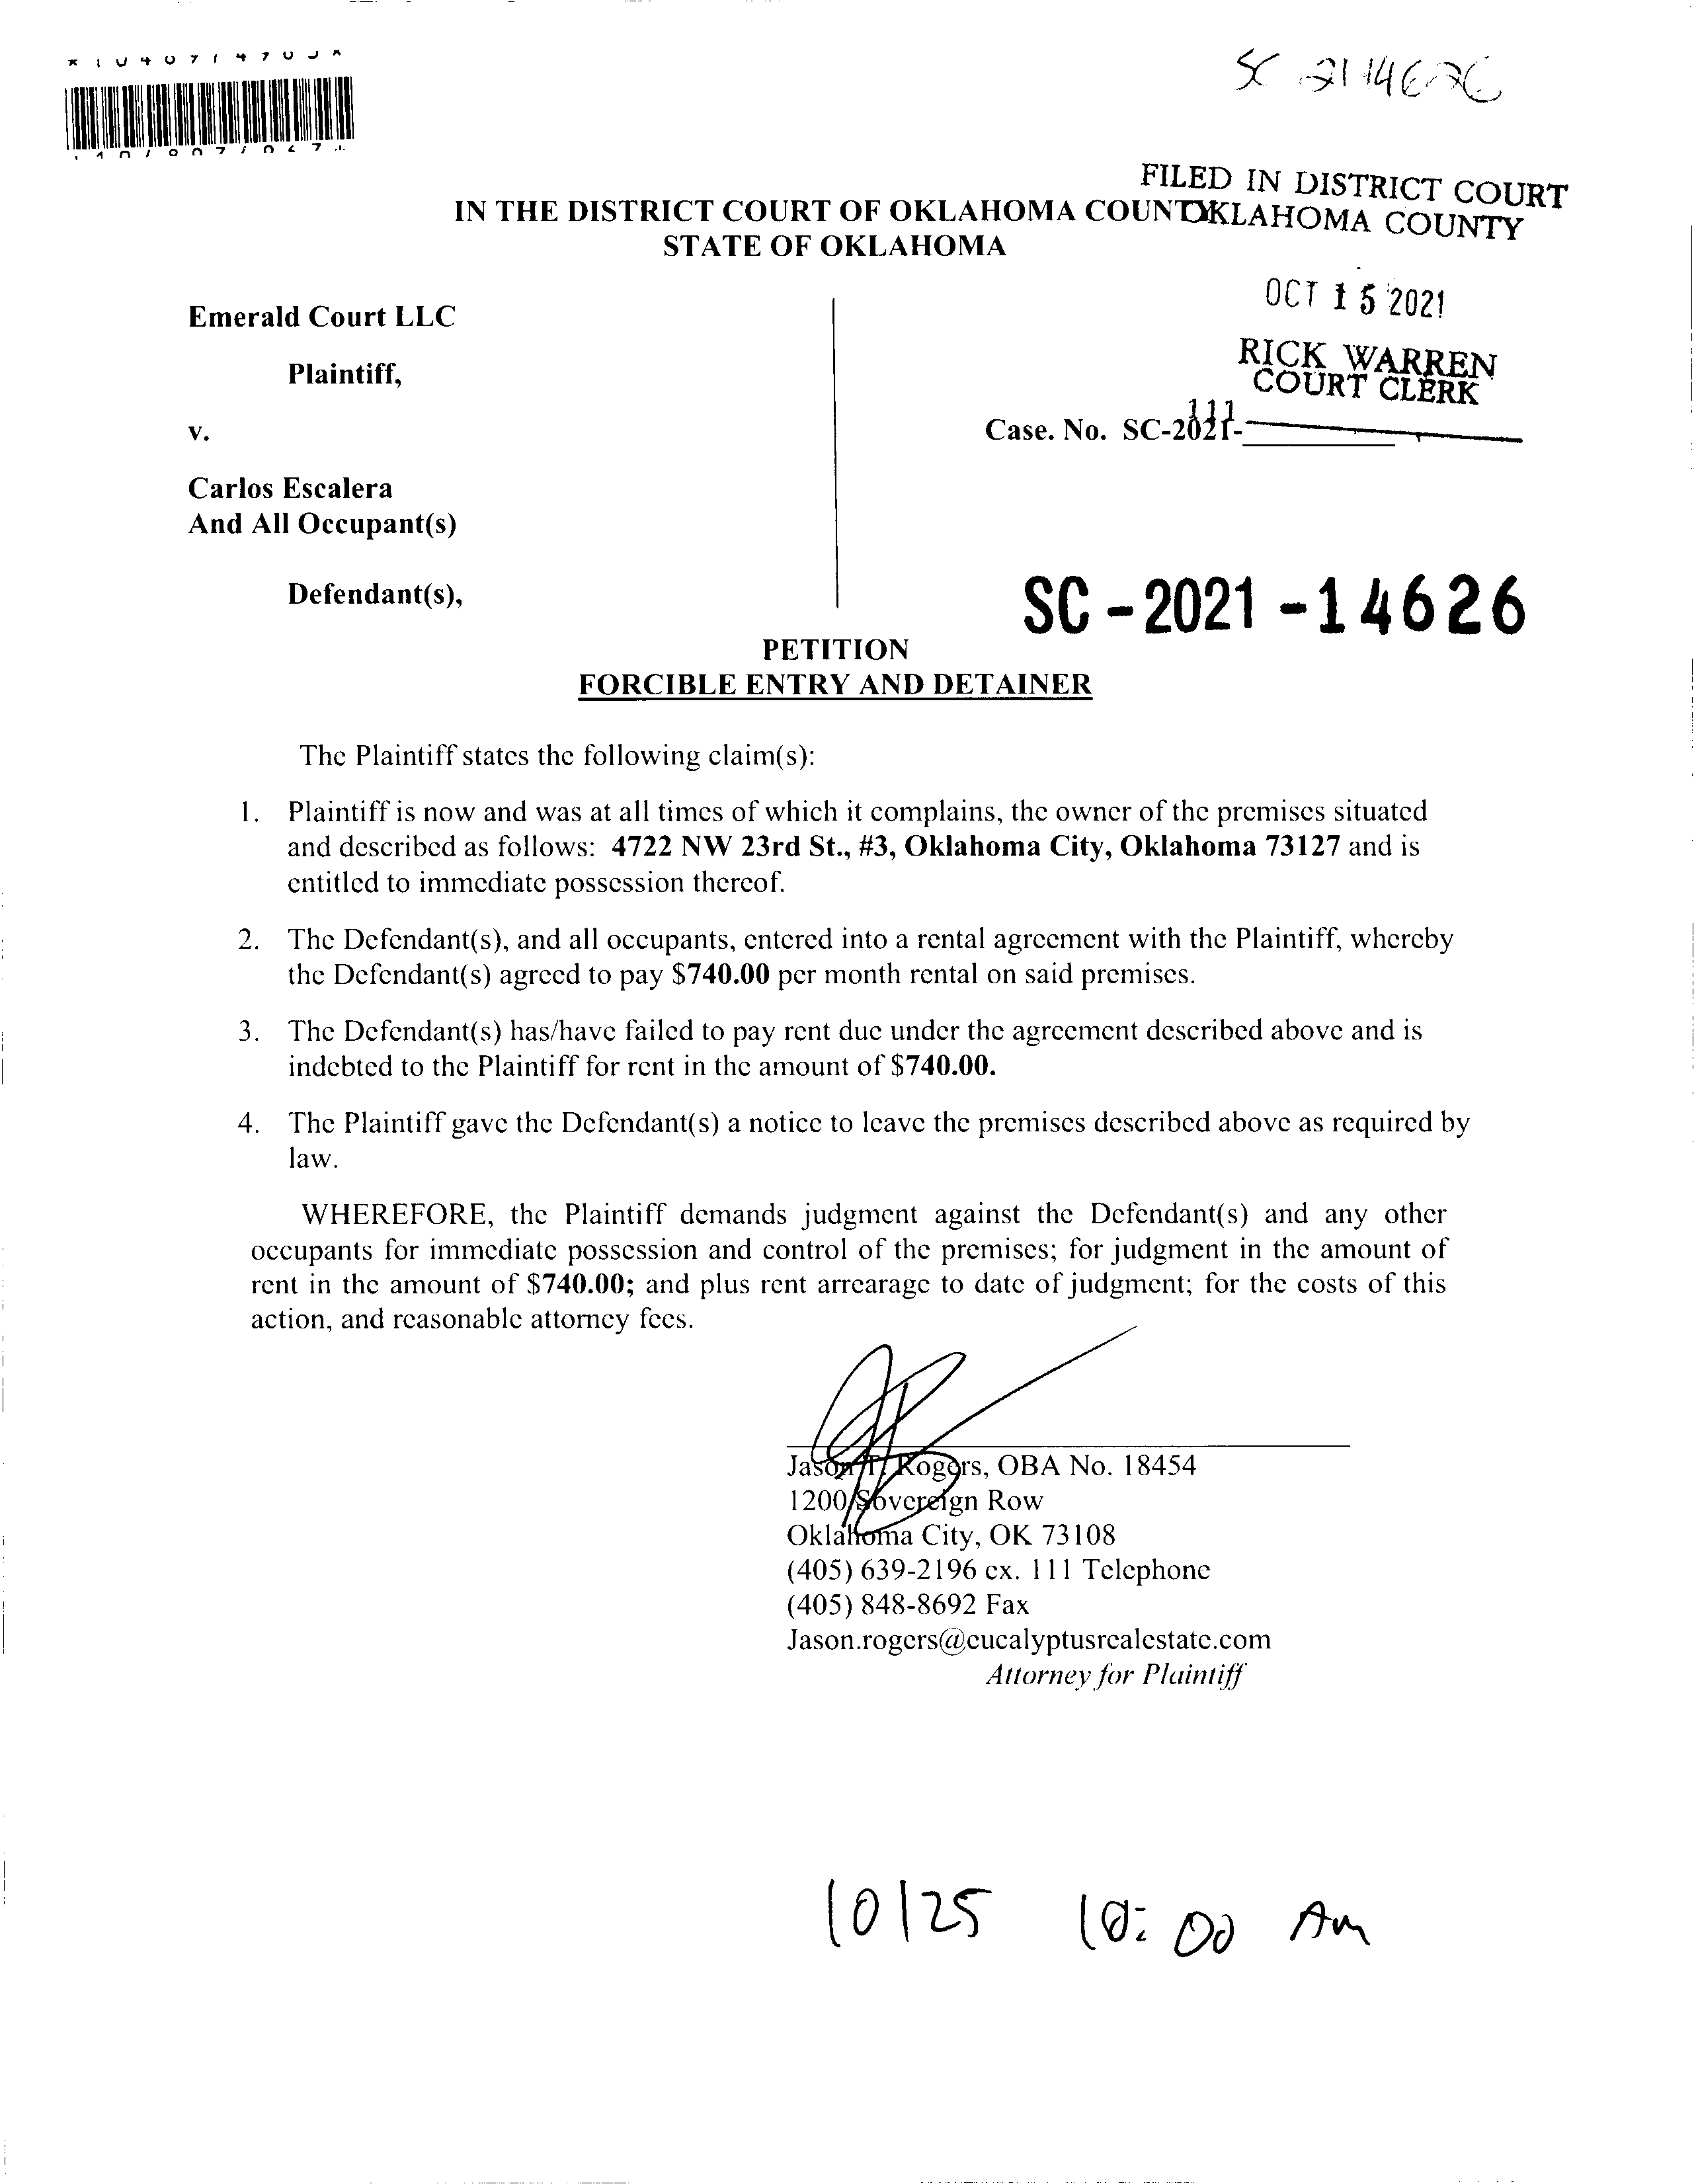 SC 21 14626
FILED IN DISTRICT COURT
OKLAHOMA COUNTY
IN THE DISTRICT COURT OF OKLAHOMA COUNTY
STATE OF OKLAHOMA
OCT 15 2021
RICK WARREN
COURT CLERK
111
Emerald Court LLC
Plaintiff,
v.
Case. No. SC-2021-
Carlos Escalera
And All Occupant(s)
Defendant(s),
SC-2021-14626
PETITION
FORCIBLE ENTRY AND DETAINER
The Plaintiff states the following claim(s):
1. Plaintiff is now and was at all times of which it complains, the owner of the premises situated
and described as follows: 4722 NW 23rd St., #3, Oklahoma City, Oklahoma 73127 and is
entitled to immediate possession thereof.
2. The Defendant(s), and all occupants, entered into a rental agreement with the Plaintiff, whereby
the Defendant(s) agreed to pay $740.00 per month rental on said premises.
3. The Defendant(s) has/have failed to pay rent due under the agreement described above and is
indebted to the Plaintiff for rent in the amount of $740.00.
4. The Plaintiff gave the Defendant(s) a notice to leave the premises described above as required by
law.
WHEREFORE, the Plaintiff demands judgment against the Defendant(s) and any other
occupants for immediate possession and control of the premises; for judgment in the amount of
rent in the amount of $740.00; and plus rent arrearage to date of judgment; for the costs of this
action, and reasonable attorney fees.
Jason T. Rogers, OBA No. 18454
1200 Sovereign Row
Oklahoma City, OK 73108
(405) 639-2196 ex. 111 Telephone
(405) 848-8692 Fax
Jason.rogers@eucalyptusrealestate.com
Attorney for Plaintiff
10/25 10:00 Am